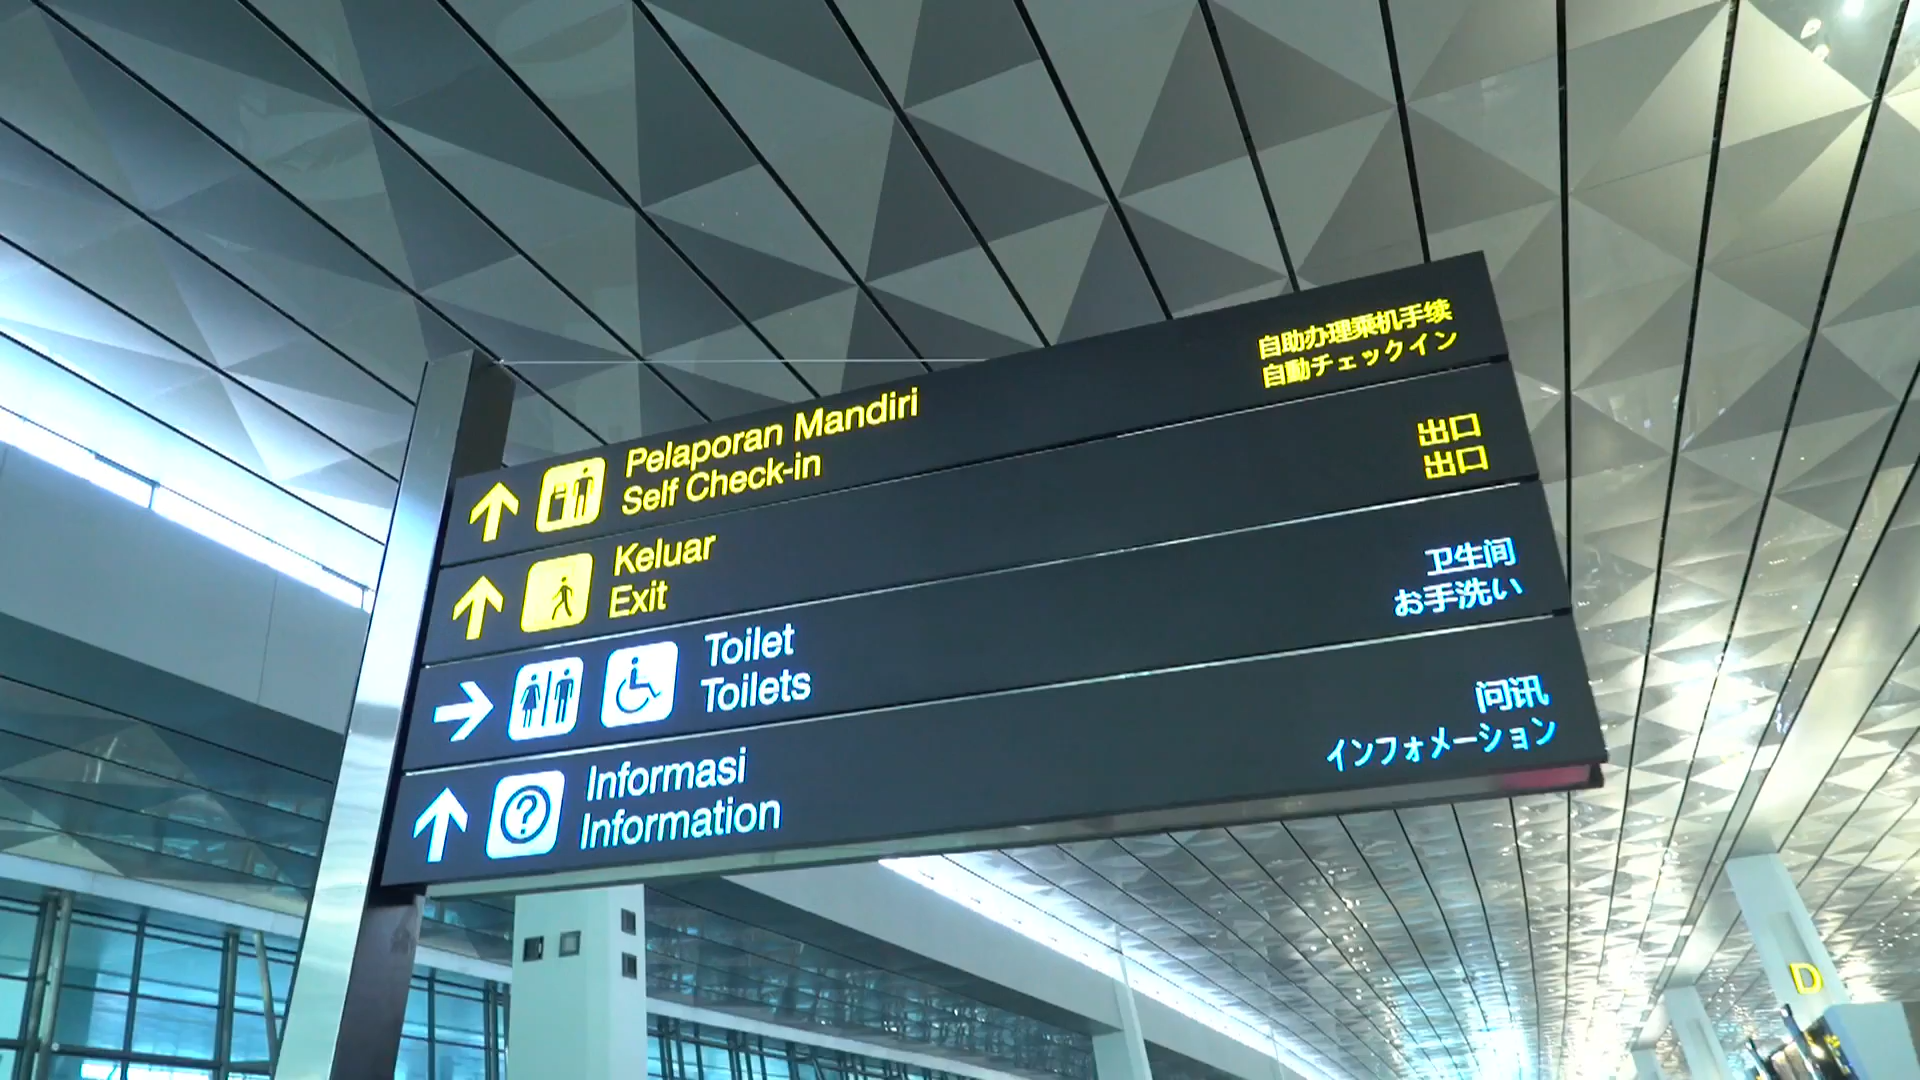 Pelaporan Mandiri
Self Check-in
自助办理乘机手续
自動チェックイン
Keluar
Exit
出口
出口
Toilet
Toilets
卫生间
お手洗い
Informasi
Information
问讯
インフォメーション
D